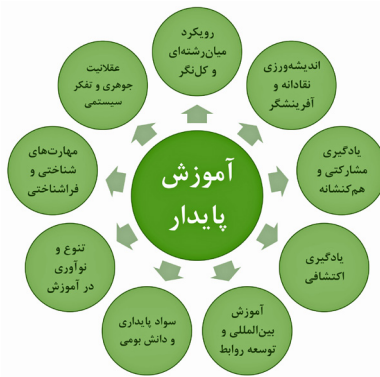 آموزش
پایدار
رویکرد
میان‌رشته‌ای
و کل‌نگر
اندیشه‌ورزی
نقادانه و
آفرینشگر
یادگیری
مشارکتی و
هم‌کنشانه
یادگیری
اکتشافی
آموزش
بین‌المللی و
توسعه روابط
سواد پایداری
و دانش بومی
تنوع و
نوآوری
در آموزش
مهارت‌های
شناختی و
فراشناختی
عقلانیت
جوهری و تفکر
سیستمی